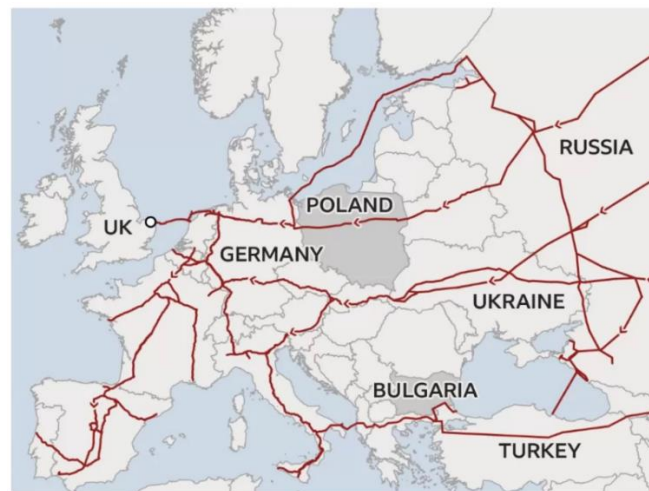 RUSSIA
POLAND
UK
GERMANY
UKRAINE
BULGARIA
TURKEY